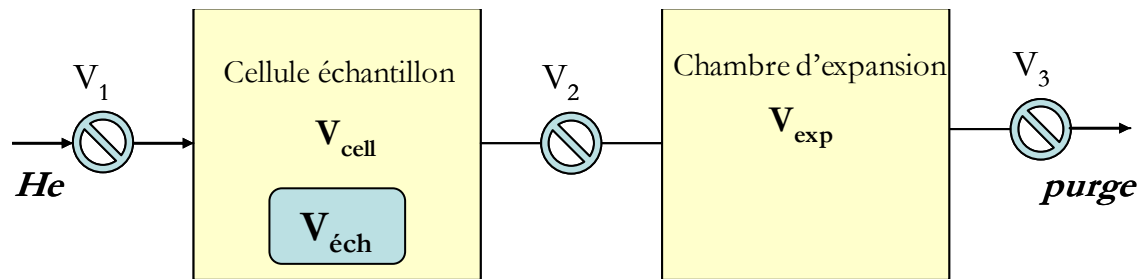 V1
He
Cellule échantillon
Vcell
Véch
V2
Chambre d'expansion
Vexp
V3
purge